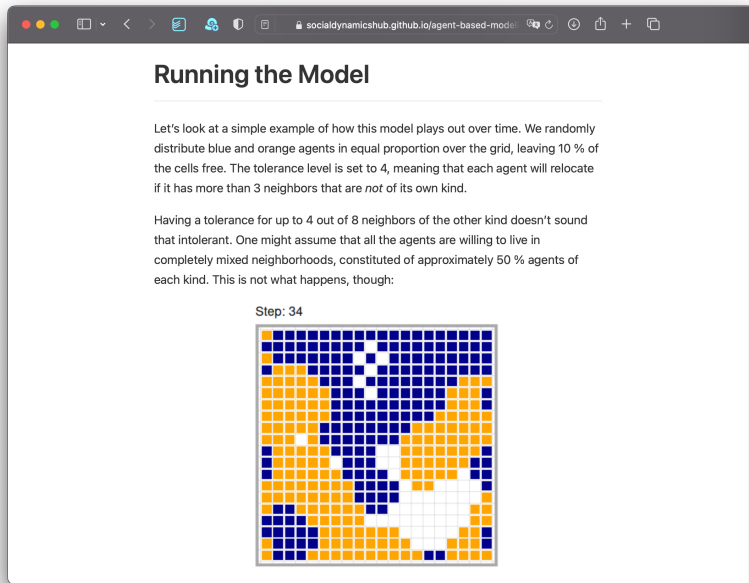 socialdynamicshub.github.io/agent-based-model
Running the Model
Let's look at a simple example of how this model plays out over time. We randomly
distribute blue and orange agents in equal proportion over the grid, leaving 10 % of
the cells free. The tolerance level is set to 4, meaning that each agent will relocate
if it has more than 3 neighbors that are not of its own kind.
Having a tolerance for up to 4 out of 8 neighbors of the other kind doesn't sound
that intolerant. One might assume that all the agents are willing to live in
completely mixed neighborhoods, constituted of approximately 50 % agents of
each kind. This is not what happens, though:
Step: 34